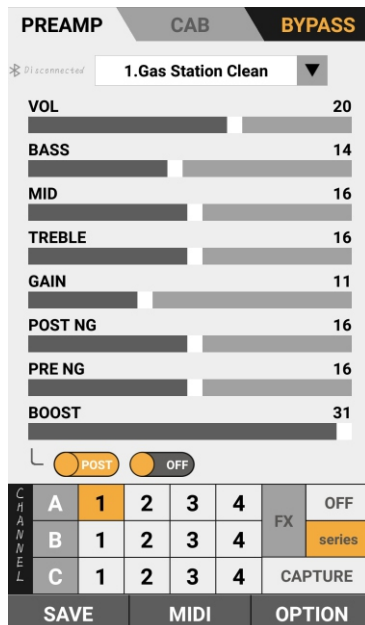 PREAMP CAB BYPASS
Disconnected 1.Gas Station Clean
VOL 20
BASS 14
MID 16
TREBLE 16
GAIN 11
POST NG 16
PRE NG 16
BOOST 31
POST OFF
CHANNEL
A 1 2 3 4 FX OFF
B 1 2 3 4 series
C 1 2 3 4 CAPTURE
SAVE MIDI OPTION